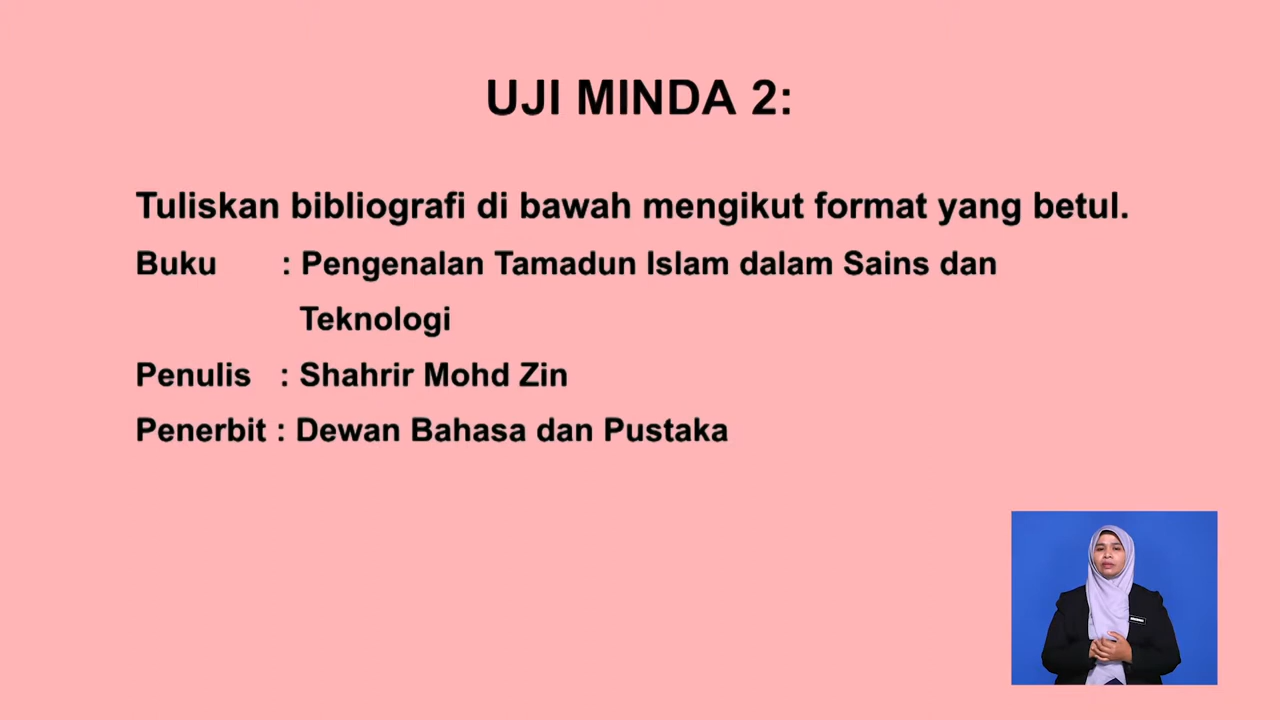 UJI MINDA 2:
Tuliskan bibliografi di bawah mengikut format yang betul.
Buku : Pengenalan Tamadun Islam dalam Sains dan
Teknologi
Penulis : Shahrir Mohd Zin
Penerbit : Dewan Bahasa dan Pustaka